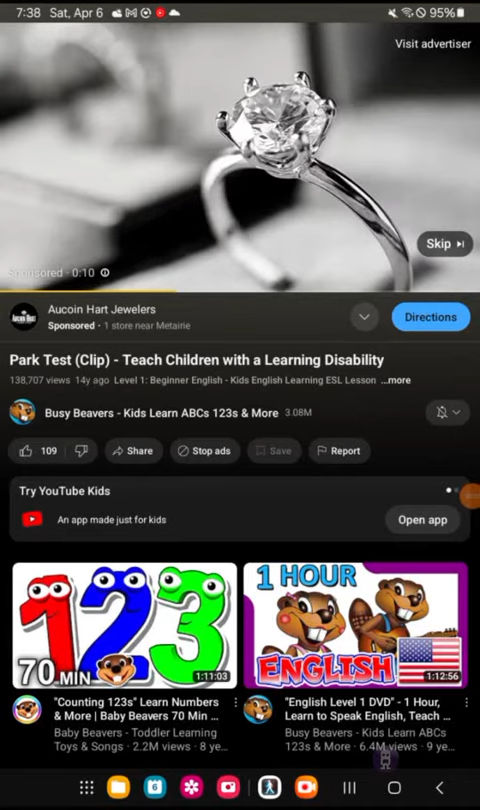 7:38 Sat, Apr 6
95%
Visit advertiser
Skip
Sponsored · 0:10
Aucoin Hart Jewelers
Sponsored · 1 store near Metairie
Directions
Park Test (Clip) - Teach Children with a Learning Disability
138,707 views 14y ago Level 1: Beginner English - Kids English Learning ESL Lesson ...more
Busy Beavers - Kids Learn ABCs 123s & More 3.08M
109
Share
Stop ads
Save
Report
Try YouTube Kids
An app made just for kids
Open app
123
70 MIN
1:11:03
1 HOUR
ENGLISH
1:12:56
"Counting 123s" Learn Numbers
& More | Baby Beavers 70 Min ...
Baby Beavers - Toddler Learning
Toys & Songs · 2.2M views · 8 ye...
"English Level 1 DVD" - 1 Hour,
Learn to Speak English, Teach ...
Busy Beavers - Kids Learn ABCs
123s & More · 6.4M views · 9 ye...
6